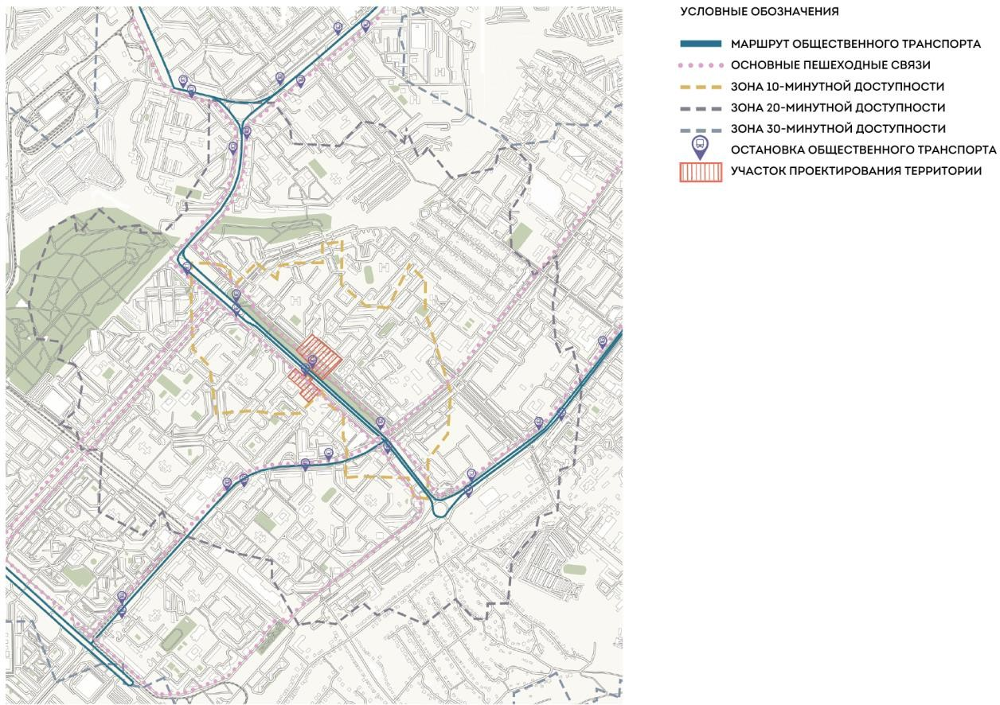 УСЛОВНЫЕ ОБОЗНАЧЕНИЯ
МАРШРУТ ОБЩЕСТВЕННОГО ТРАНСПОРТА
ОСНОВНЫЕ ПЕШЕХОДНЫЕ СВЯЗИ
ЗОНА 10-МИНУТНОЙ ДОСТУПНОСТИ
ЗОНА 20-МИНУТНОЙ ДОСТУПНОСТИ
ЗОНА 30-МИНУТНОЙ ДОСТУПНОСТИ
ОСТАНОВКА ОБЩЕСТВЕННОГО ТРАНСПОРТА
УЧАСТОК ПРОЕКТИРОВАНИЯ ТЕРРИТОРИИ